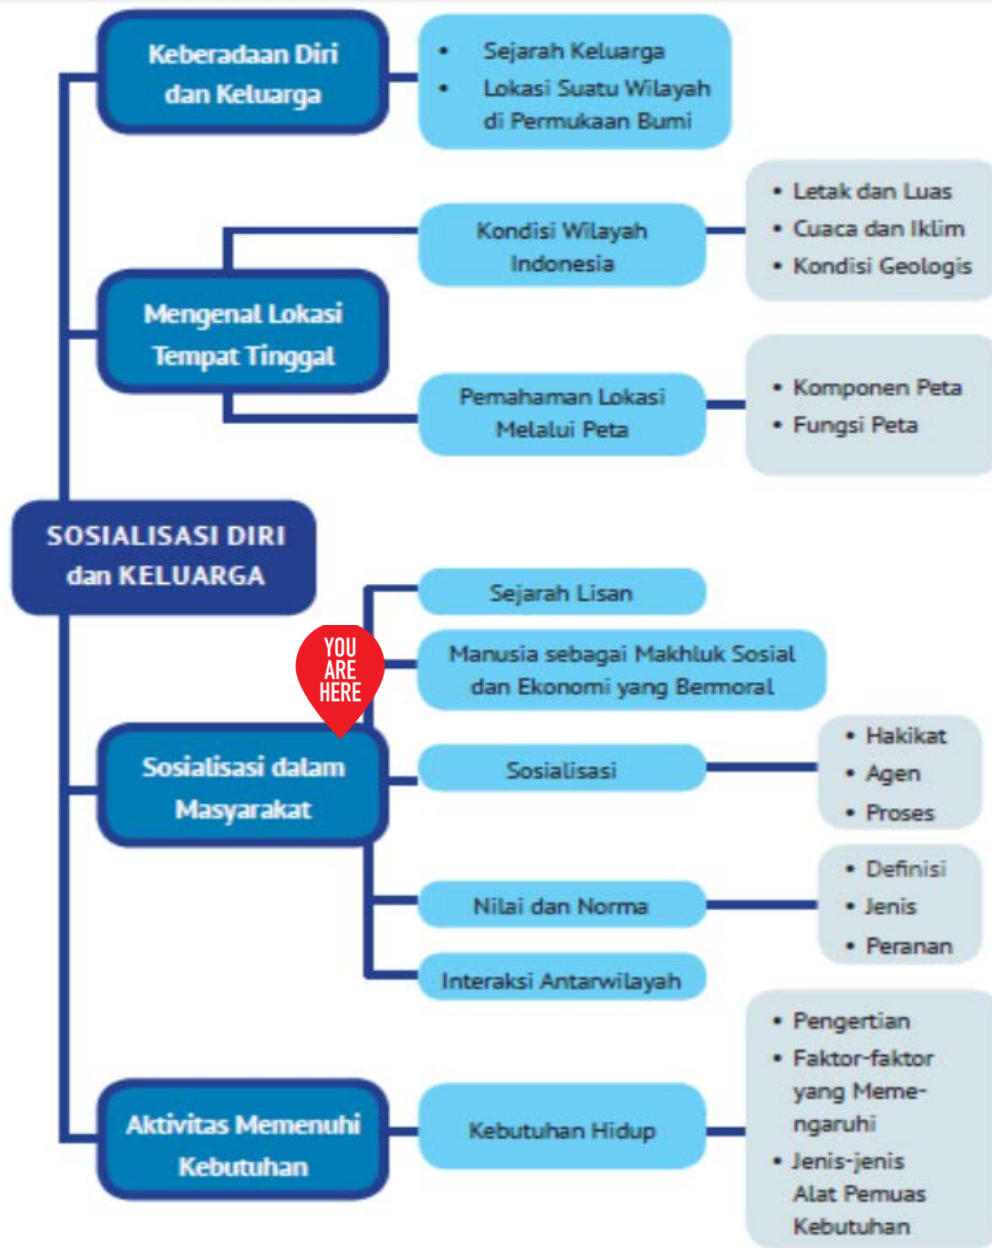 Keberadaan Diri
dan Keluarga
• Sejarah Keluarga
• Lokasi Suatu Wilayah
di Permukaan Bumi
Mengenal Lokasi
Tempat Tinggal
Kondisi Wilayah
Indonesia
• Letak dan Luas
• Cuaca dan Iklim
• Kondisi Geologis
Pemahaman Lokasi
Melalui Peta
• Komponen Peta
• Fungsi Peta
SOSIALISASI DIRI
dan KELUARGA
YOU
ARE
HERE
Sosialisasi dalam
Masyarakat
Sejarah Lisan
Manusia sebagai Makhluk Sosial
dan Ekonomi yang Bermoral
Sosialisasi
• Hakikat
• Agen
• Proses
Nilai dan Norma
• Definisi
• Jenis
• Peranan
Interaksi Antarwilayah
Aktivitas Memenuhi
Kebutuhan
Kebutuhan Hidup
• Pengertian
• Faktor-faktor
yang Meme-
ngaruhi
• Jenis-jenis
Alat Pemuas
Kebutuhan